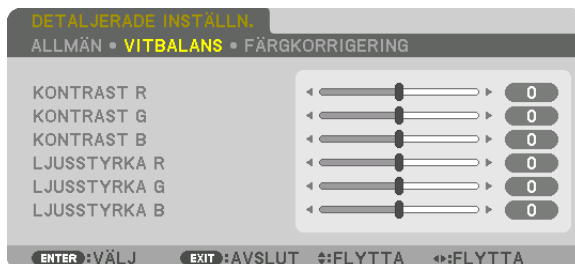 DETALJERADE INSTÄLLN.
ALLMÄN • VITBALANS • FÄRGKORRIGERING
KONTRAST R 0
KONTRAST G 0
KONTRAST B 0
LJUSSTYRKA R 0
LJUSSTYRKA G 0
LJUSSTYRKA B 0
ENTER :VÄLJ EXIT :AVSLUT :FLYTTA :FLYTTA